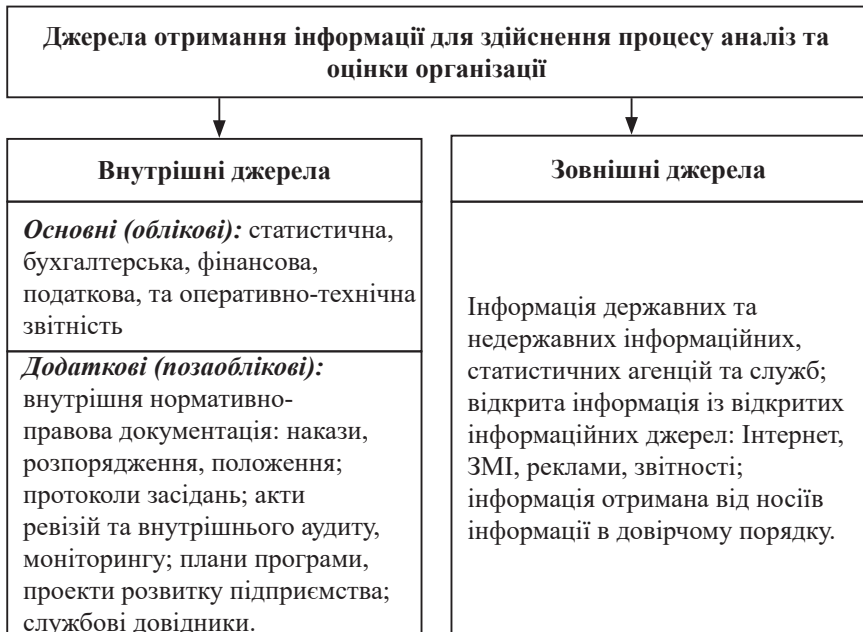 Джерела отримання інформації для здійснення процесу аналіз та
оцінки організації
Внутрішні джерела
Основні (облікові): статистична,
бухгалтерська, фінансова,
податкова, та оперативно-технічна
звітність
Додаткові (позаоблікові):
внутрішня нормативно-
правова документація: накази,
розпорядження, положення;
протоколи засідань; акти
ревізій та внутрішнього аудиту,
моніторингу; плани програми,
проекти розвитку підприємства;
службові довідники.
Зовнішні джерела
Інформація державних та
недержавних інформаційних,
статистичних агенцій та служб;
відкрита інформація із відкритих
інформаційних джерел: Інтернет,
ЗМІ, реклами, звітності;
інформація отримана від носіїв
інформації в довірчому порядку.